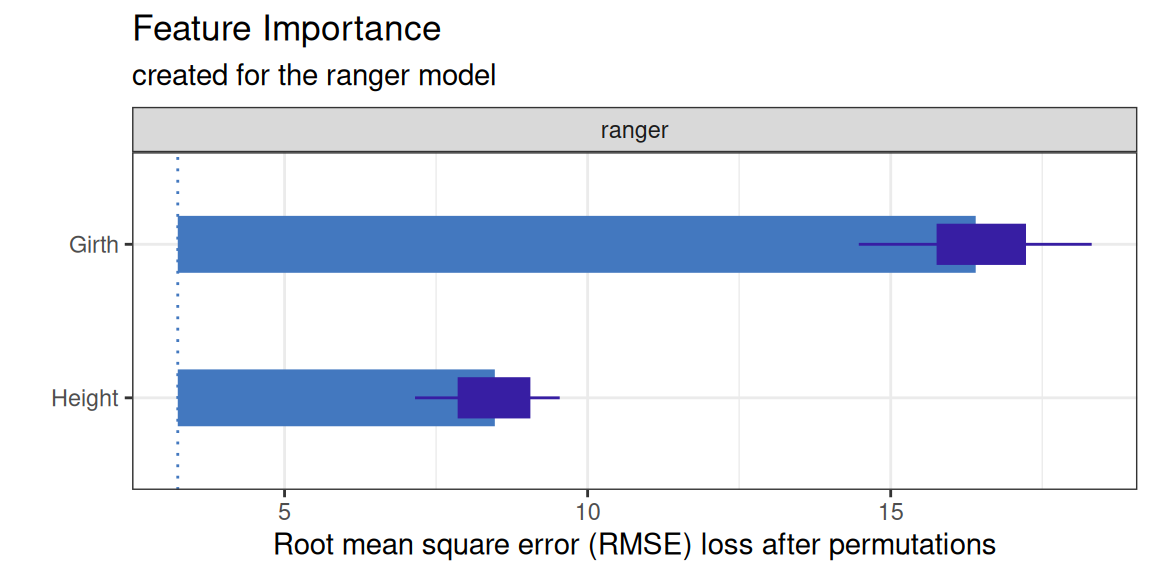 Feature Importance
created for the ranger model
ranger
Girth
Height
5 10 15
Root mean square error (RMSE) loss after permutations